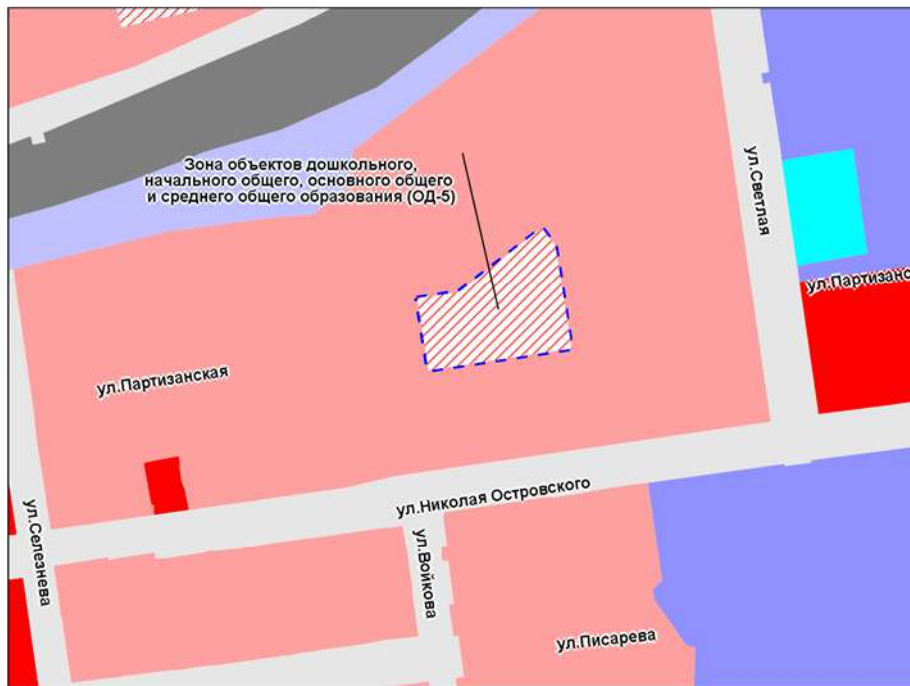 Зона объектов дошкольного,
начального общего, основного общего
и среднего общего образования (ОД-5)
ул.Светлая
ул.Партизанс
ул.Партизанская
ул.Николая Островского
ул.Селезнева
ул.Войкова
ул.Писарева